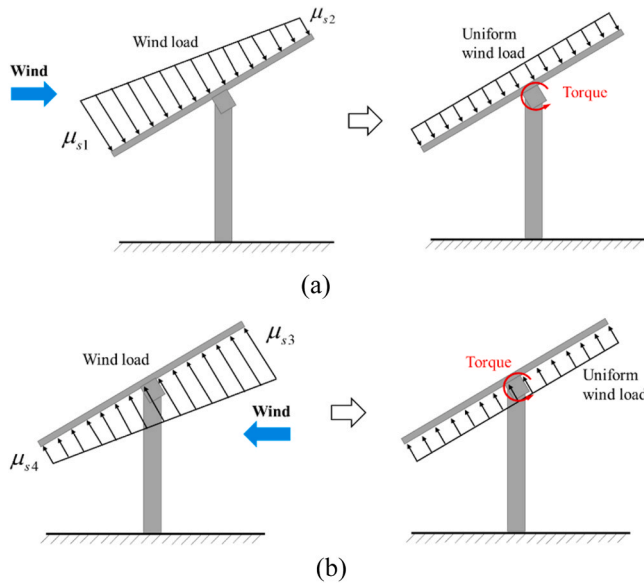 Wind load
μs2
Uniform
wind load
Wind
Torque
μs1
(a)
Wind load
μs3
Torque
Uniform
wind load
Wind
μs4
(b)